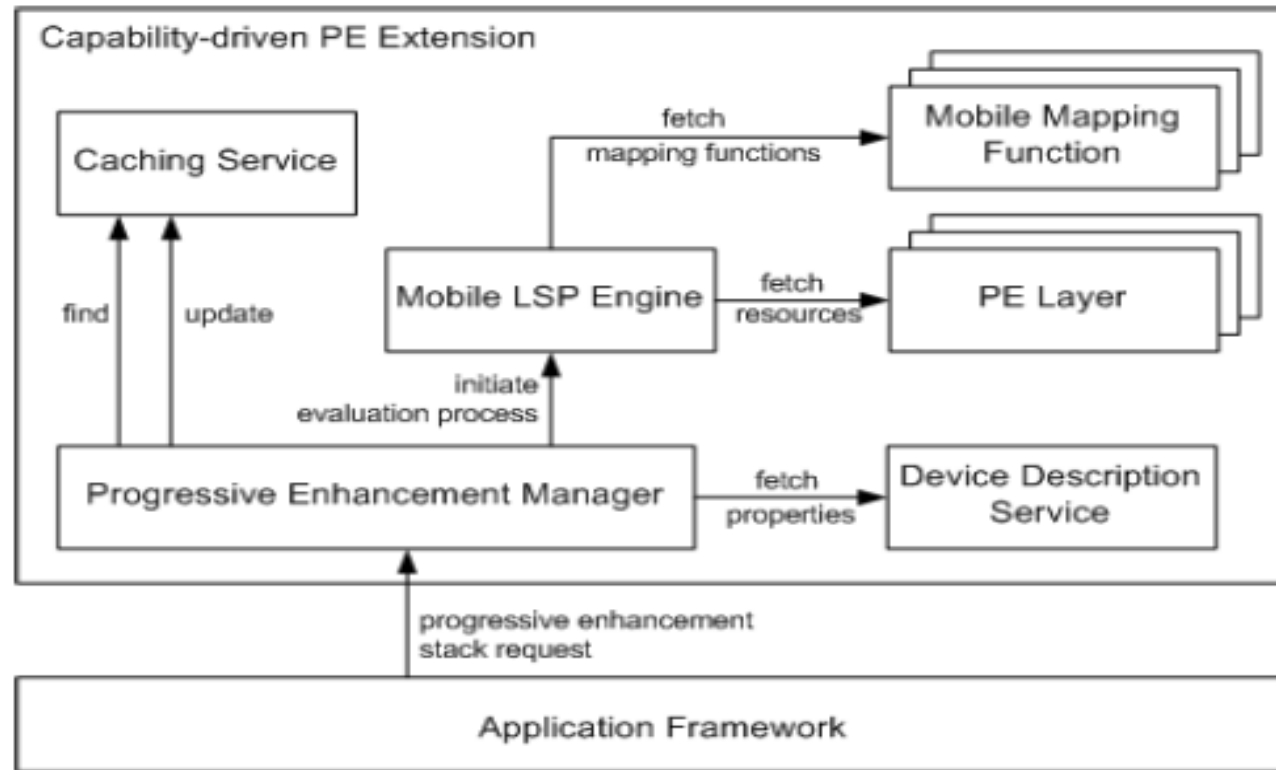 Capability-driven PE Extension
Caching Service
fetch
mapping functions
Mobile Mapping
Function
find
update
Mobile LSP Engine
fetch
resources
PE Layer
initiate
evaluation process
Progressive Enhancement Manager
fetch
properties
Device Description
Service
progressive enhancement
stack request
Application Framework